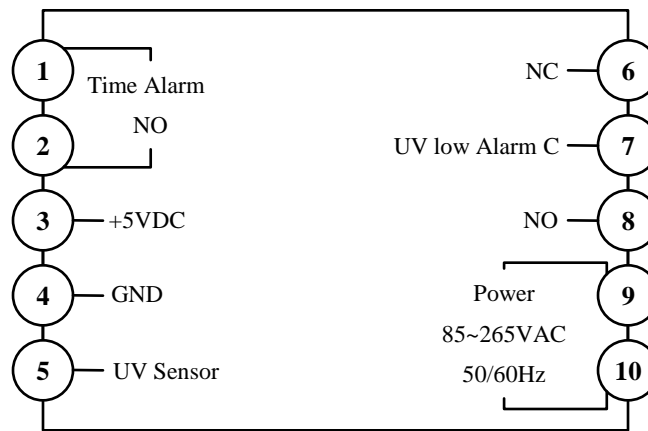 1
Time Alarm
NO
2
3
+5VDC
4
GND
5
UV Sensor
6
NC
7
UV low Alarm C
8
NO
9
Power
85~265VAC
50/60Hz
10